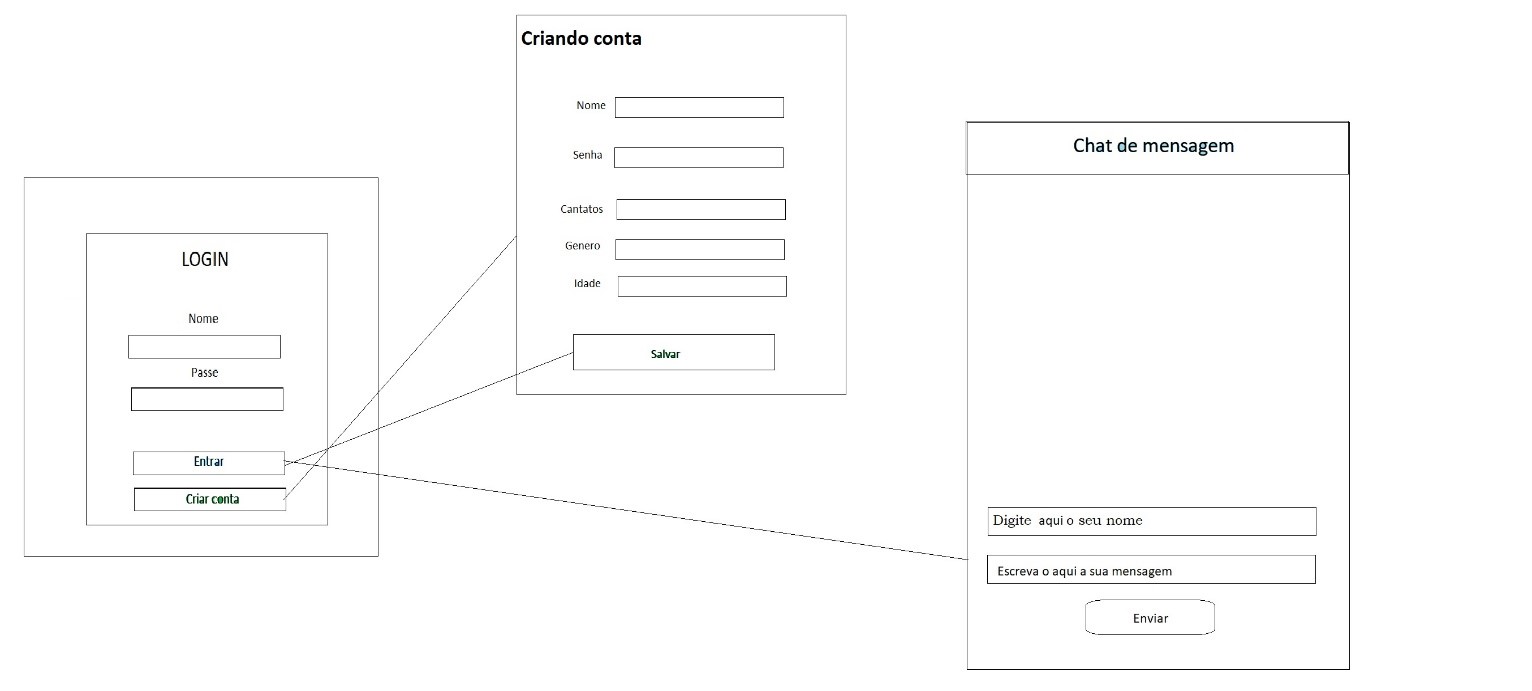 LOGIN
Nome
Passe
Entrar
Criar conta
Criando conta
Nome
Senha
Cantatos
Genero
Idade
Salvar
Chat de mensagem
Digite aqui o seu nome
Escreva o aqui a sua mensagem
Enviar